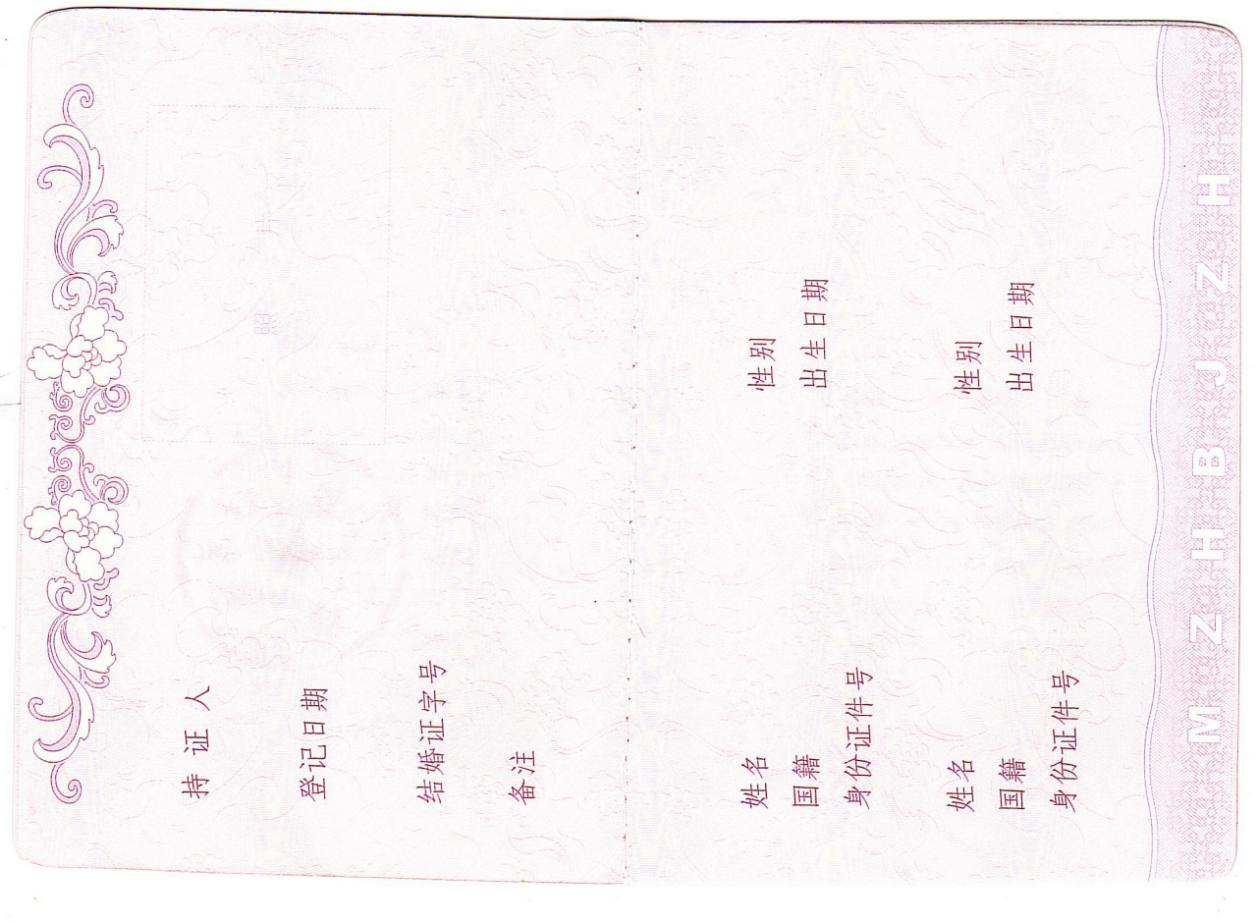 持 证 人
登记日期
结婚证字号
备注
照 片
姓名 性别
国籍 出生日期
身份证件号
姓名 性别
国籍 出生日期
身份证件号
M Z H B J Z H